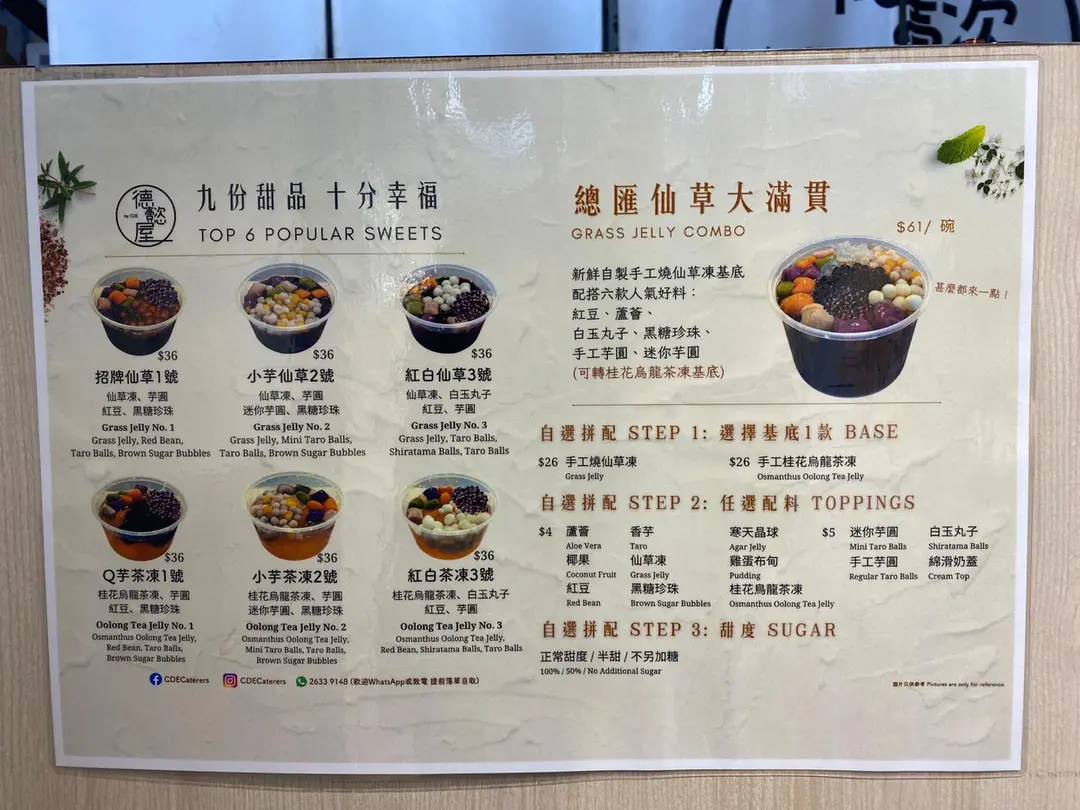 德
by CDE
懿
屋
九份甜品 十分幸福
TOP 6 POPULAR SWEETS
$36
招牌仙草1號
仙草凍、芋圓
紅豆、黑糖珍珠
Grass Jelly No. 1
Grass Jelly, Red Bean,
Taro Balls, Brown Sugar Bubbles
$36
小芋仙草2號
仙草凍、芋圓
迷你芋圓、黑糖珍珠
Grass Jelly No. 2
Grass Jelly, Mini Taro Balls,
Taro Balls, Brown Sugar Bubbles
$36
紅白仙草3號
仙草凍、白玉丸子
紅豆、芋圓
Grass Jelly No. 3
Grass Jelly, Taro Balls,
Shiratama Balls, Taro Balls
$36
Q芋茶凍1號
桂花烏龍茶凍、芋圓
紅豆、黑糖珍珠
Oolong Tea Jelly No. 1
Osmanthus Oolong Tea Jelly,
Red Bean, Taro Balls,
Brown Sugar Bubbles
$36
小芋茶凍2號
桂花烏龍茶凍、芋圓
迷你芋圓、黑糖珍珠
Oolong Tea Jelly No. 2
Osmanthus Oolong Tea Jelly,
Mini Taro Balls, Taro Balls,
Brown Sugar Bubbles
$36
紅白茶凍3號
桂花烏龍茶凍、白玉丸子
紅豆、芋圓
Oolong Tea Jelly No. 3
Osmanthus Oolong Tea Jelly,
Red Bean, Shiratama Balls, Taro Balls
CDECaterers CDECaterers 2633 9148 (歡迎WhatsApp或致電 提前落單自取)
總匯仙草大滿貫
GRASS JELLY COMBO
$61/ 碗
新鮮自製手工燒仙草凍基底
配搭六款人氣好料：
紅豆、蘆薈、
白玉丸子、黑糖珍珠、
手工芋圓、迷你芋圓
(可轉桂花烏龍茶凍基底)
甚麼都來一點！
自選拼配 STEP 1: 選擇基底1款 BASE
$26 手工燒仙草凍 $26 手工桂花烏龍茶凍
Grass Jelly Osmanthus Oolong Tea Jelly
自選拼配 STEP 2: 任選配料 TOPPINGS
$4 蘆薈 香芋 寒天晶球 $5 迷你芋圓 白玉丸子
Aloe Vera Taro Agar Jelly Mini Taro Balls Shiratama Balls
椰果 仙草凍 雞蛋布甸 手工芋圓 綿滑奶蓋
Coconut Fruit Grass Jelly Pudding Regular Taro Balls Cream Top
紅豆 黑糖珍珠 桂花烏龍凍
Red Bean Brown Sugar Bubbles Osmanthus Oolong Tea Jelly
自選拼配 STEP 3: 甜度 SUGAR
正常甜度 / 半甜 / 不另加糖
100% / 50% / No Additional Sugar
圖片只供參考 Pictures are only for reference.